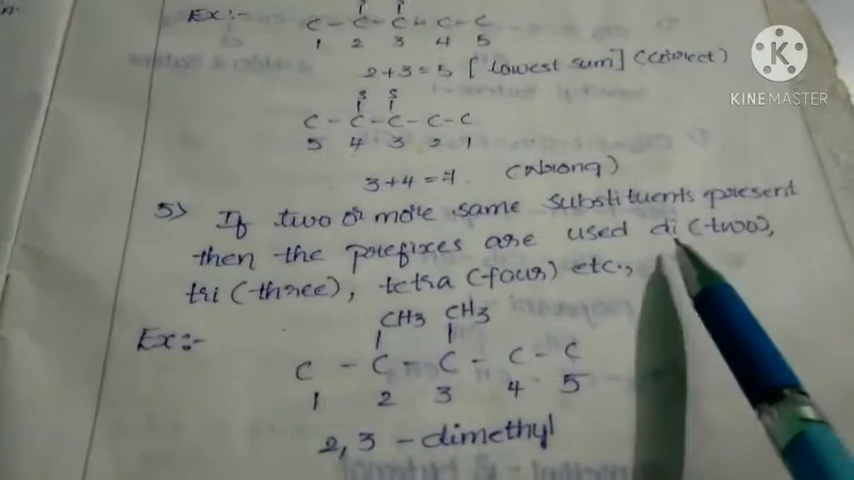 Ex:-
C - C - C - C - C
1 2 3 4 5
2+3=5 [lowest sum] (Correct)
S S
C - C - C - C - C
5 4 3 2 1
3+4=7 (Wrong)
5) If two or more same substituents present
then the prefixes are used di (-two),
tri (-three), tetra (-four) etc.,
CH3 CH3
Ex:-
C - C - C - C - C
1 2 3 4 5
2,3 -dimethyl
KINEMASTER